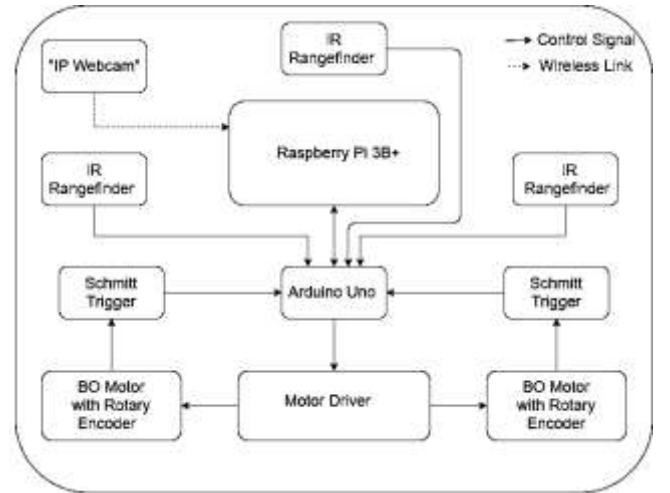 IR
Rangefinder
Control Signal
Wireless Link
"IP Webcam"
Raspberry Pi 3B+
IR
Rangefinder
IR
Rangefinder
Schmitt
Trigger
Arduino Uno
Schmitt
Trigger
BO Motor
with Rotary
Encoder
Motor Driver
BO Motor
with Rotary
Encoder